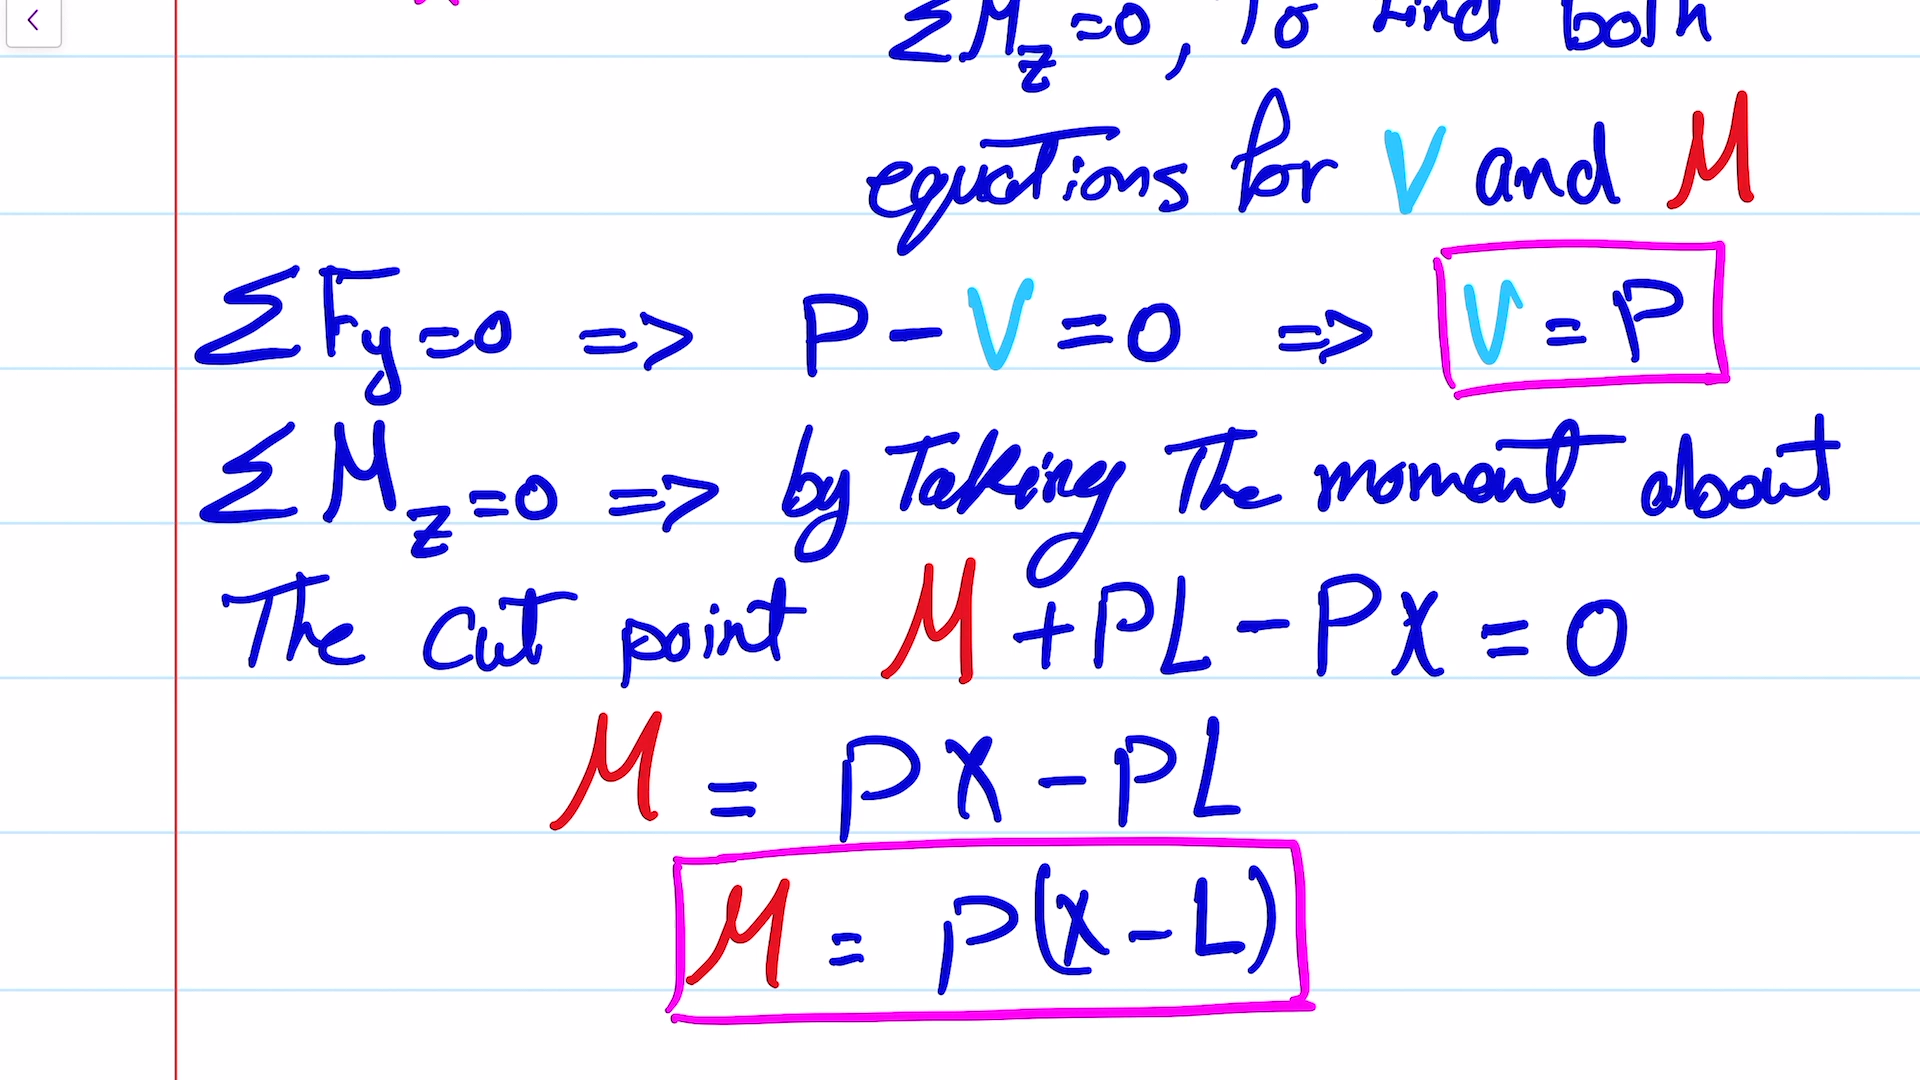 ΣM_z=0, To find both
equations for V and M
ΣF_y=0 => P-V=0 => V=P
ΣM_z=0 => by Taking The moment about
The cut point M+PL-PX=0
M = PX-PL
M = P(X-L)